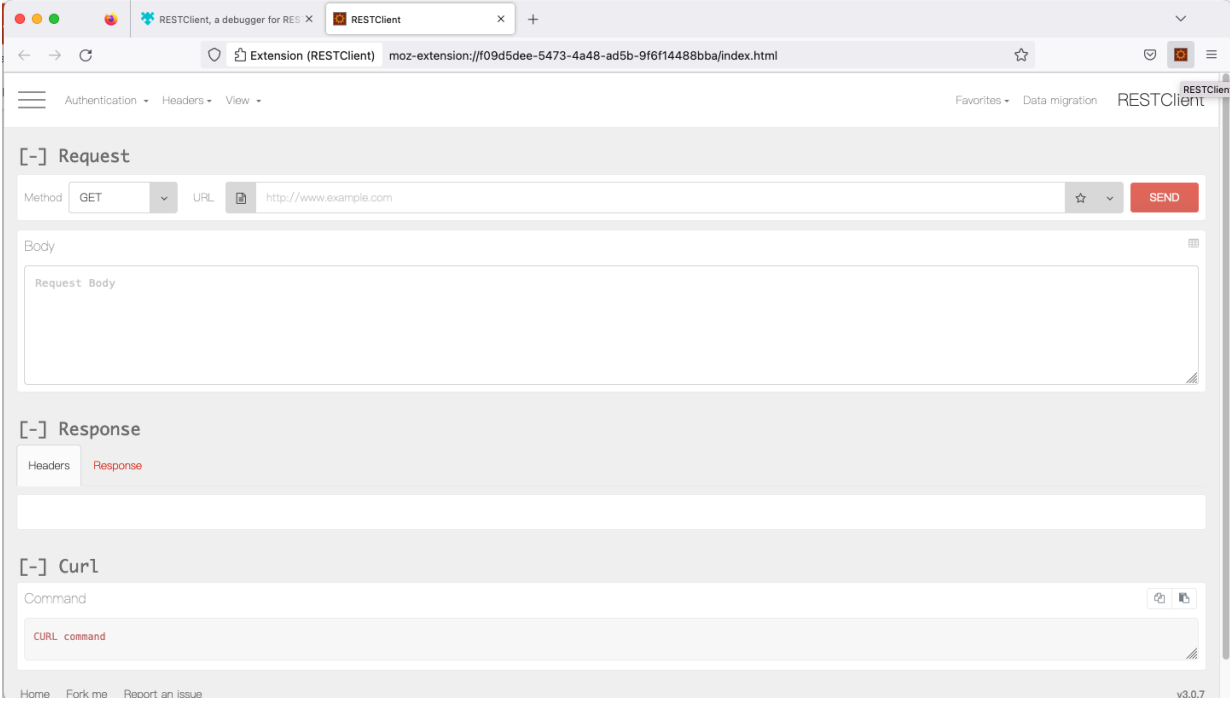 RESTClient, a debugger for RES
RESTClient
Extension (RESTClient) moz-extension://f09d5dee-5473-4a48-ad5b-9f6f14488bba/index.html
RESTClien
Authentication Headers View Favorites Data migration RESTClient
[-] Request
Method GET URL http://www.example.com SEND
Body
Request Body
[-] Response
Headers Response
[-] Curl
Command
CURL command
Home Fork me Report an issue v3.0.7